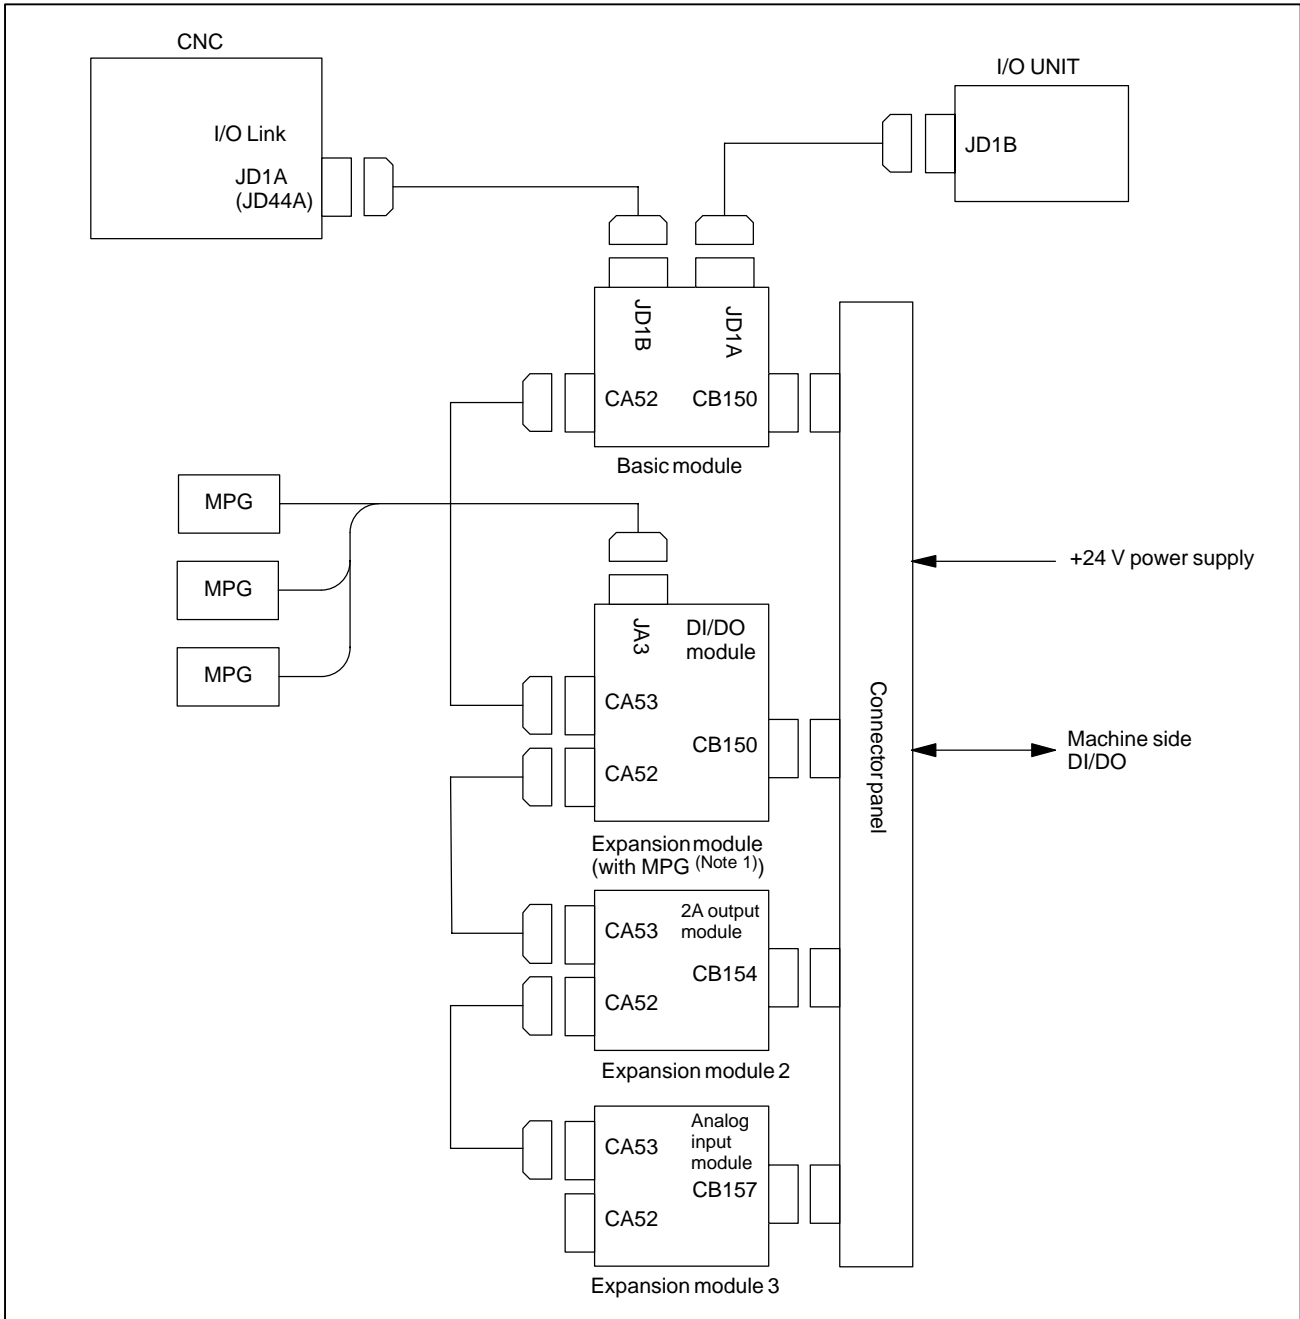 CNC
I/O UNIT
I/O Link
JD1A
(JD44A)
JD1B
JD1B
JD1A
CA52
CB150
Basic module
MPG
MPG
MPG
+24 V power supply
JA3
DI/DO
module
CA53
CB150
CA52
Connector panel
Machine side
DI/DO
Expansion module
(with MPG (Note 1))
CA53
2A output
module
CB154
CA52
Expansion module 2
CA53
Analog
input
module
CB157
CA52
Expansion module 3